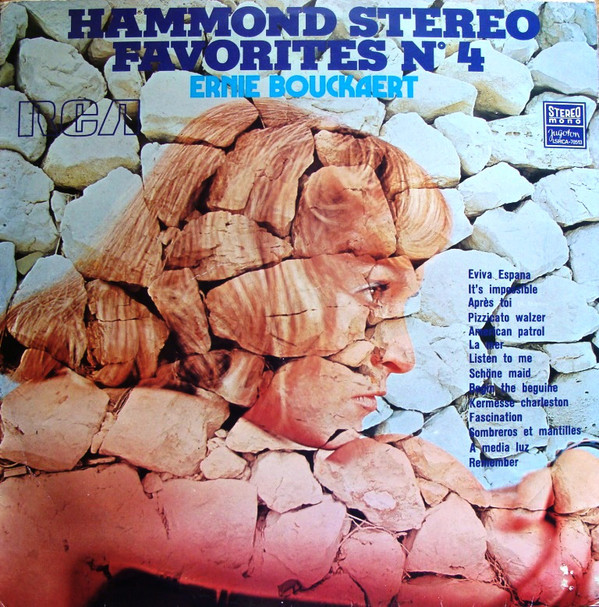 HAMMOND STEREO
FAVORITES N° 4
ERNIE BOUCKAERT
RCA
STEREO
mono
Jugoton
LSRCA-70513
Eviva Espana
It's impossible
Après toi
Pizzicato walzer
American patrol
La mer
Listen to me
Schöne maid
Begin the beguine
Kermesse charleston
Fascination
Sombreros et mantilles
A media luz
Remember